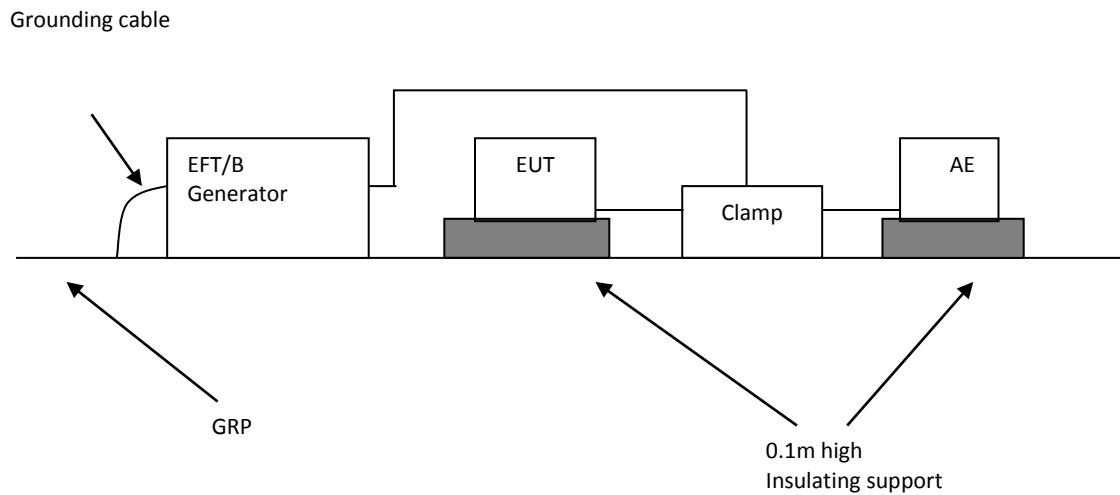 Grounding cable
EFT/B
Generator
EUT
Clamp
AE
GRP
0.1m high
Insulating support